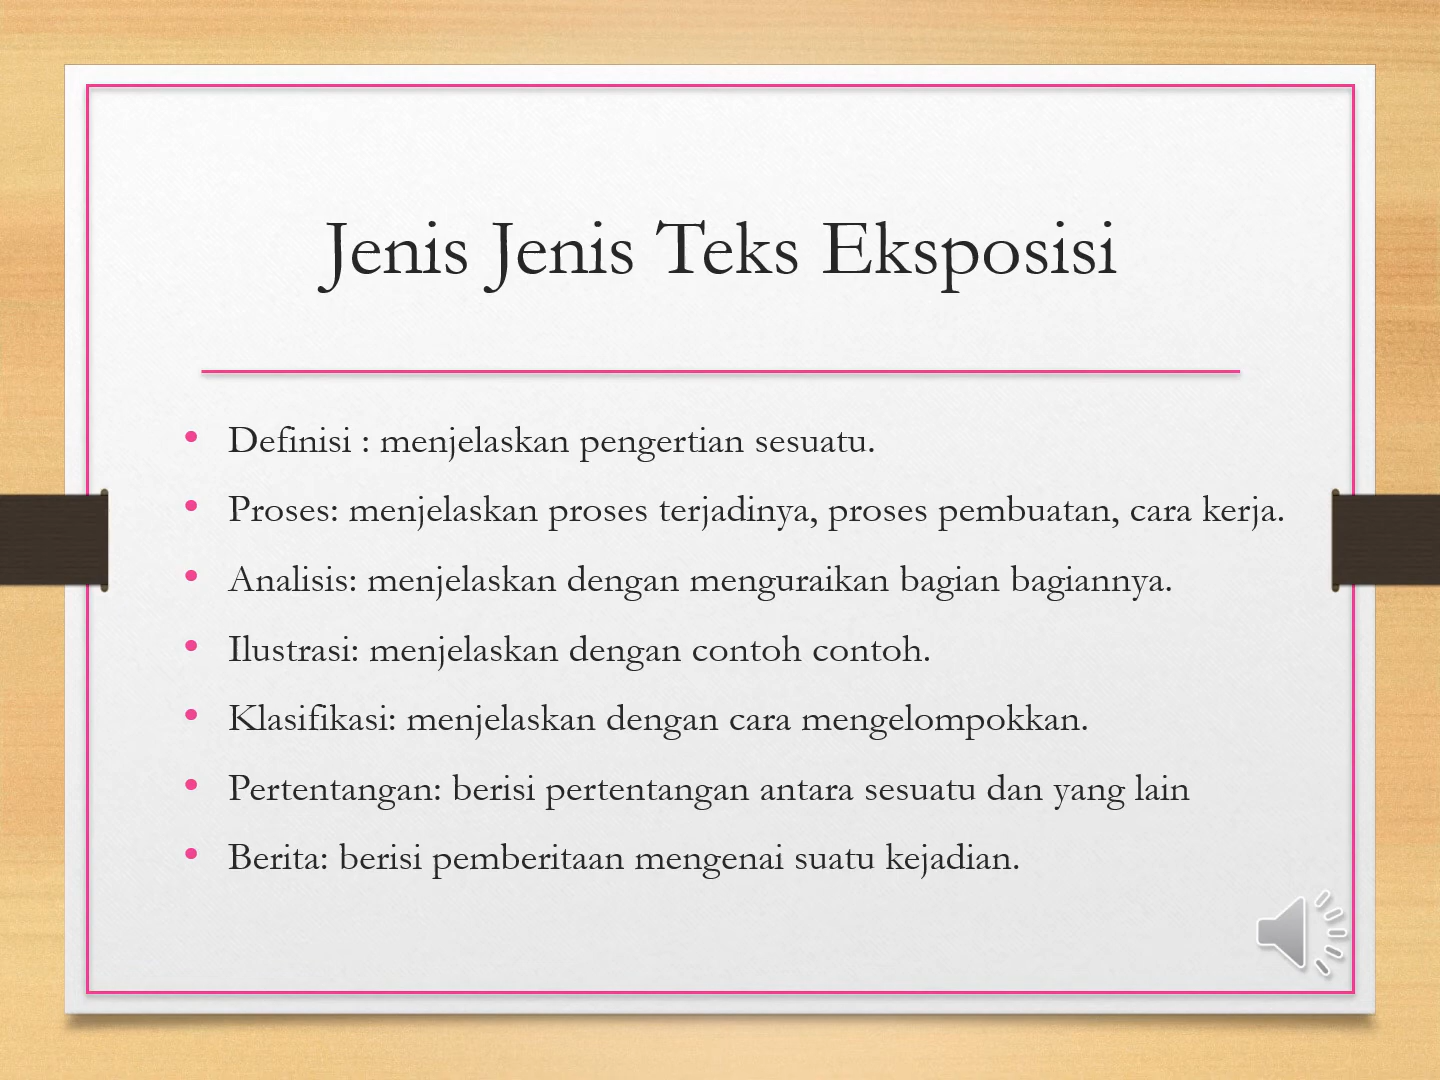 Jenis Jenis Teks Eksposisi
• Definisi : menjelaskan pengertian sesuatu.
• Proses: menjelaskan proses terjadinya, proses pembuatan, cara kerja.
• Analisis: menjelaskan dengan menguraikan bagian bagiannya.
• Ilustrasi: menjelaskan dengan contoh contoh.
• Klasifikasi: menjelaskan dengan cara mengelompokkan.
• Pertentangan: berisi pertentangan antara sesuatu dan yang lain
• Berita: berisi pemberitaan mengenai suatu kejadian.